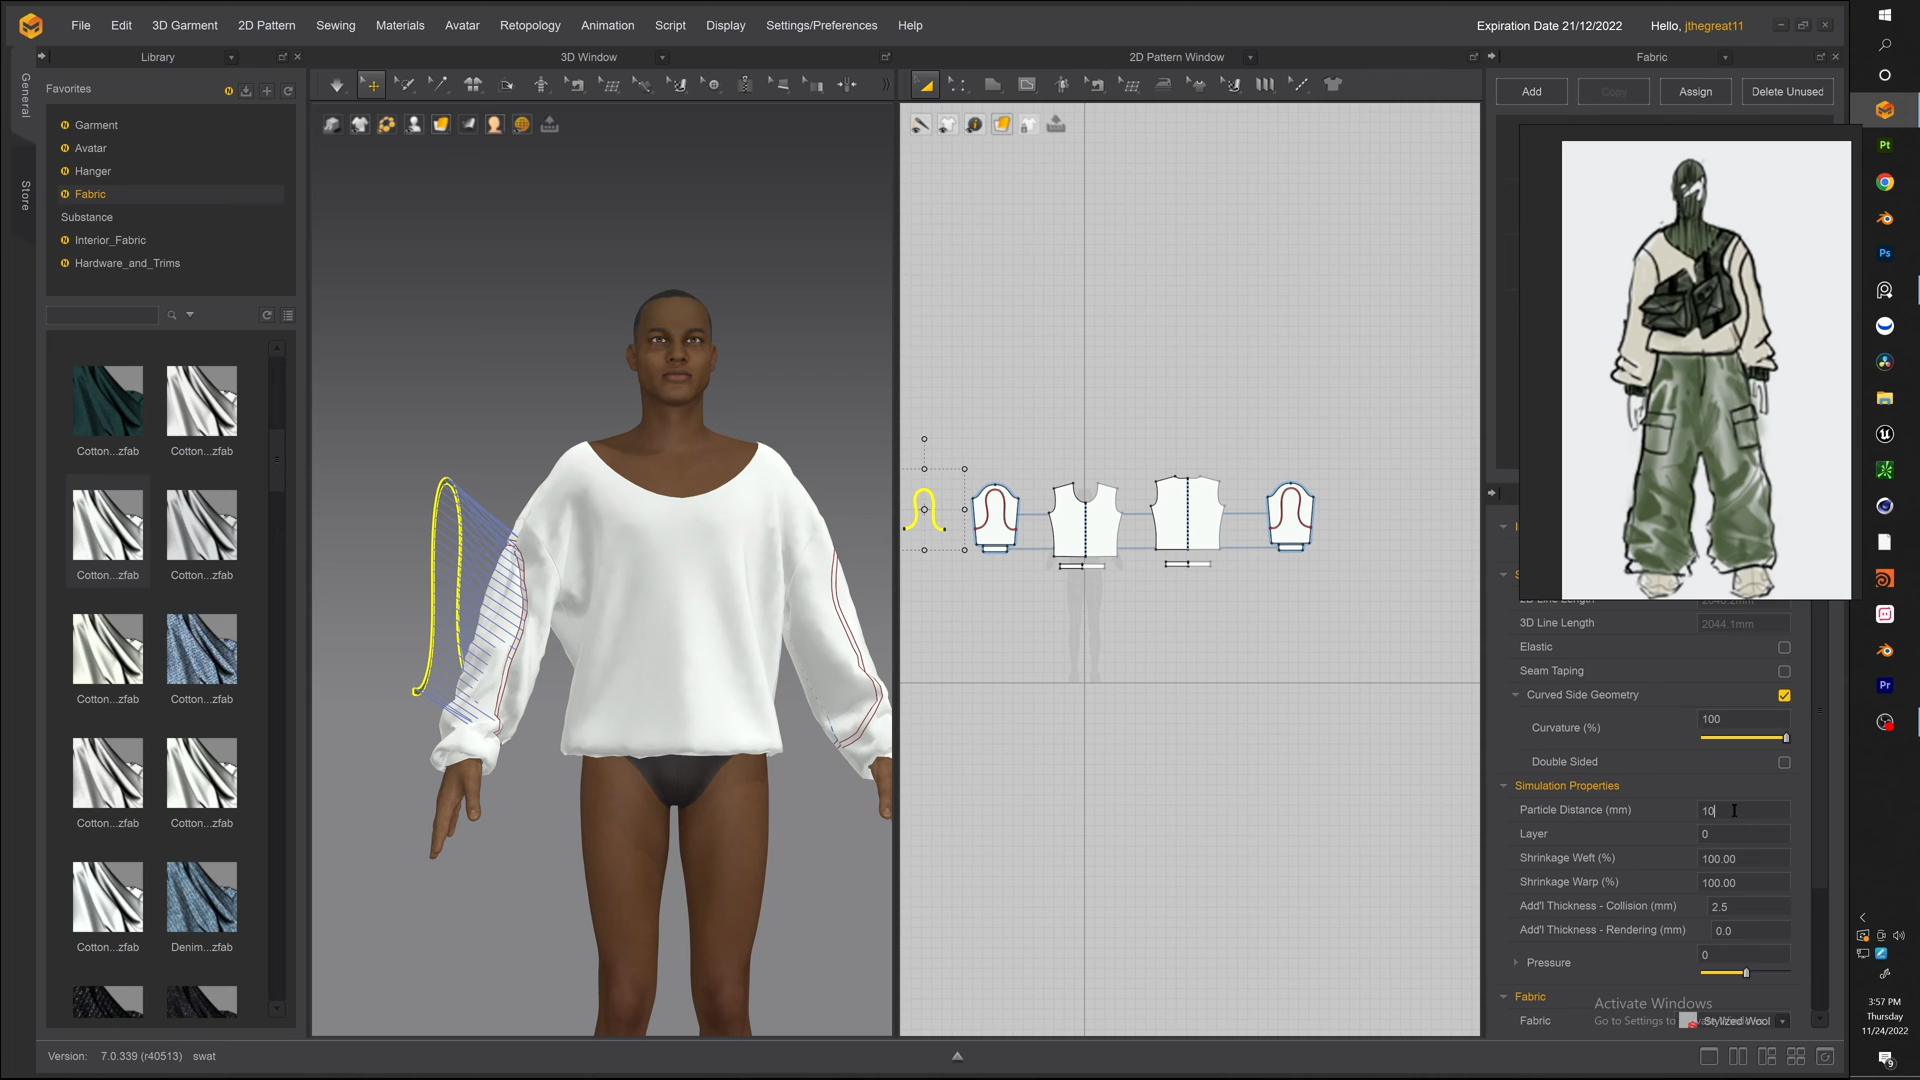 File Edit 3D Garment 2D Pattern Sewing Materials Avatar Retopology Animation Script Display Settings/Preferences Help
Expiration Date 21/12/2022 Hello, jthegreat11
General
Store
Library
Favorites
Garment
Avatar
Hanger
Fabric
Substance
Interior_Fabric
Hardware_and_Trims
Cotton...zfab Cotton...zfab
Cotton...zfab Cotton...zfab
Cotton...zfab Cotton...zfab
Cotton...zfab Cotton...zfab
Cotton...zfab Denim...zfab
3D Window
2D Pattern Window
Fabric
Add Copy Assign Delete Unused
3D Line Length 2044.1mm
Elastic
Seam Taping
Curved Side Geometry
Curvature (%) 100
Double Sided
Simulation Properties
Particle Distance (mm) 10
Layer 0
Shrinkage Weft (%) 100.00
Shrinkage Warp (%) 100.00
Add'l Thickness - Collision (mm) 2.5
Add'l Thickness - Rendering (mm) 0.0
Pressure 0
Fabric
Fabric Stylized Wool
Activate Windows
Go to Settings to
Version: 7.0.339 (r40513) swat
Pt
Ps
Pr
3:57 PM
Thursday
11/24/2022
9